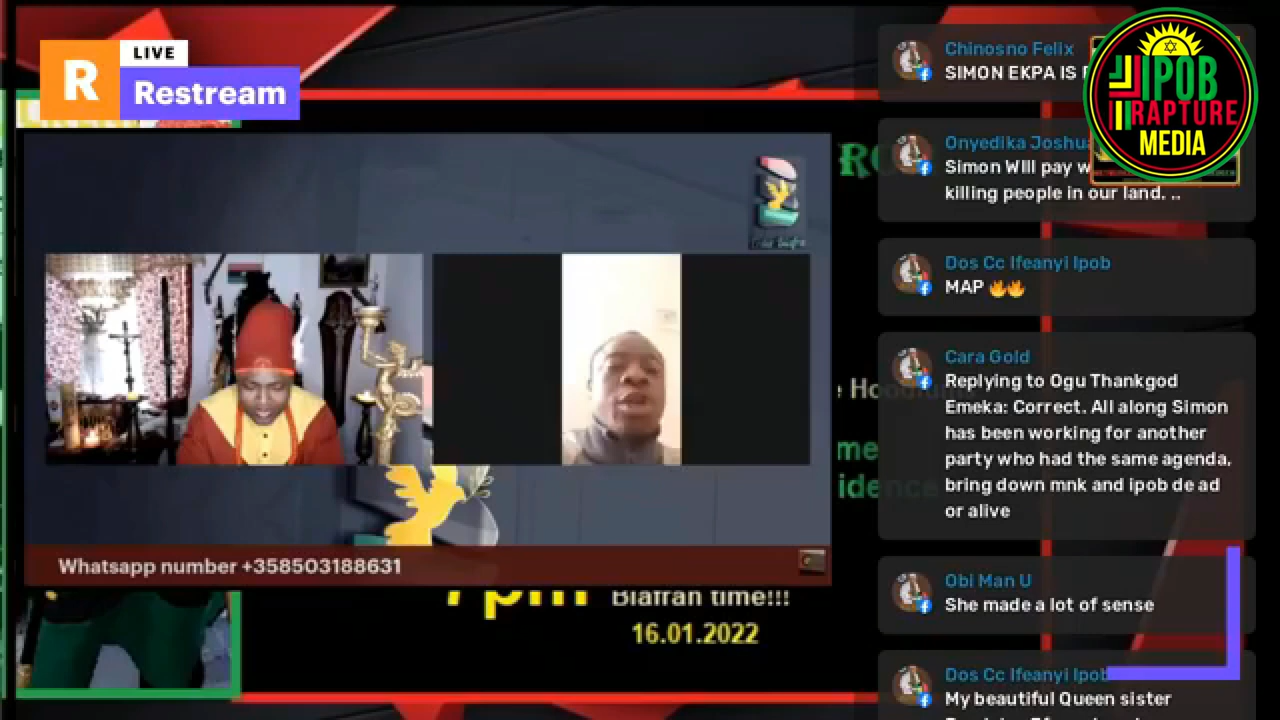 R
LIVE
Restream
IPOB
RAPTURE
MEDIA
Chinosno Felix
SIMON EKPA IS
Onyedika Joshua
Simon WIll pay
killing people in our land. ..
Dos Cc Ifeanyi Ipob
MAP 🔥🔥
Cara Gold
Replying to Ogu Thankgod
Emeka: Correct. All along Simon
has been working for another
party who had the same agenda,
bring down mnk and ipob de ad
or alive
Obi Man U
She made a lot of sense
Dos Cc Ifeanyi Ipob
My beautiful Queen sister
Whatsapp number +358503188631
7pm
Biafran time!!!
16.01.2022